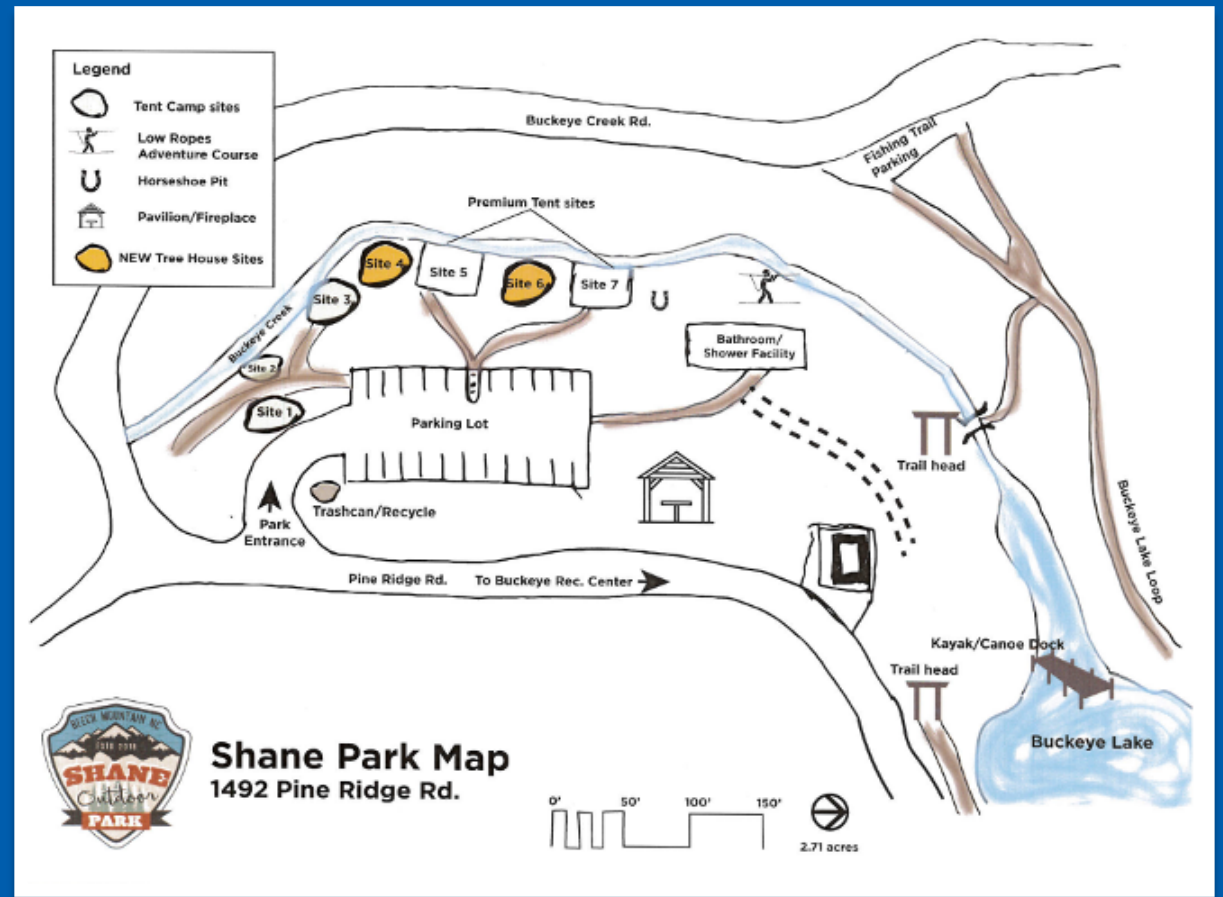 Legend
Tent Camp sites
Low Ropes
Adventure Course
Horseshoe Pit
Pavilion/Fireplace
NEW Tree House Sites
Buckeye Creek Rd.
Fishing Trail
Parking
Premium Tent sites
Site 4
Site 5
Site 6
Site 7
Site 3
Buckeye Creek
Site 2
Site 1
Bathroom/
Shower Facility
Parking Lot
Trail head
Trashcan/Recycle
Park
Entrance
Buckeye Lake Loop
Pine Ridge Rd.
To Buckeye Rec. Center
Kayak/Canoe Dock
Trail head
Buckeye Lake
BEECH MOUNTAIN NC
SHANE
Outdoor
PARK
Shane Park Map
1492 Pine Ridge Rd.
0' 50' 100' 150'
2.71 acres